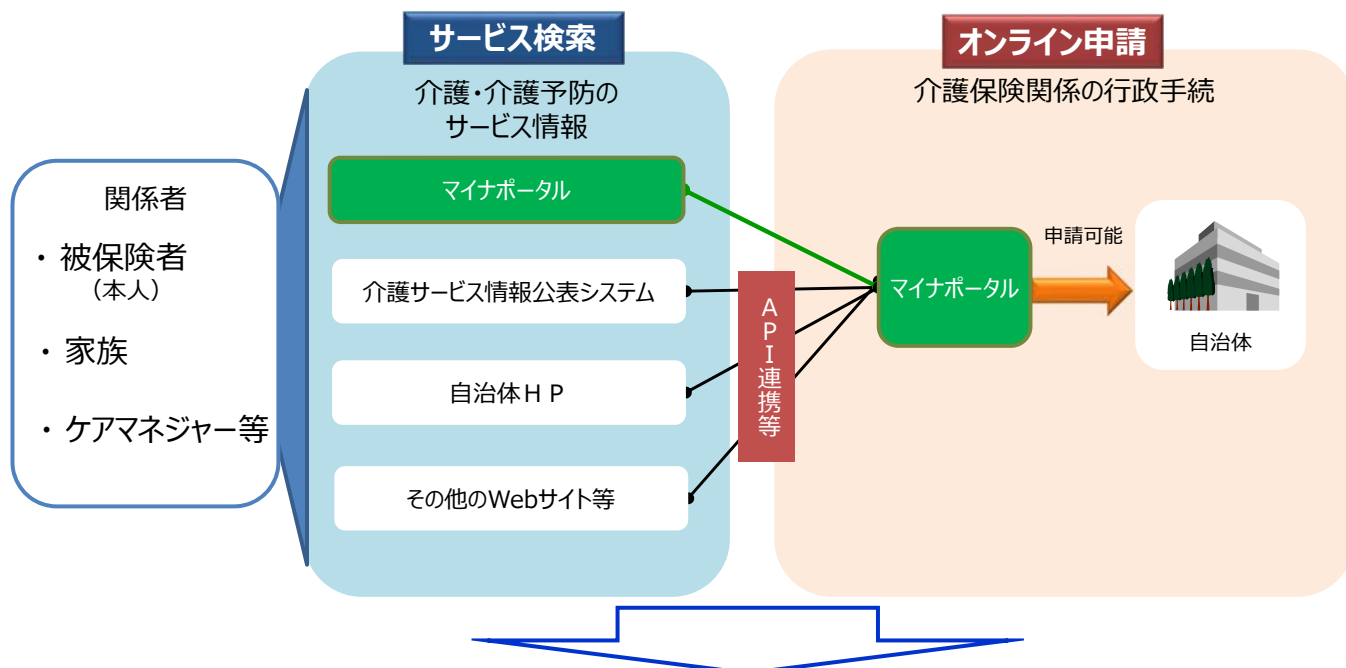 サービス検索
介護・介護予防の
サービス情報
マイナポータル
介護サービス情報公表システム
自治体ＨＰ
その他のWebサイト等
関係者
・ 被保険者
（本人）
・ 家族
・ ケアマネジャー等
ＡＰＩ連携等
オンライン申請
介護保険関係の行政手続
マイナポータル
申請可能
自治体